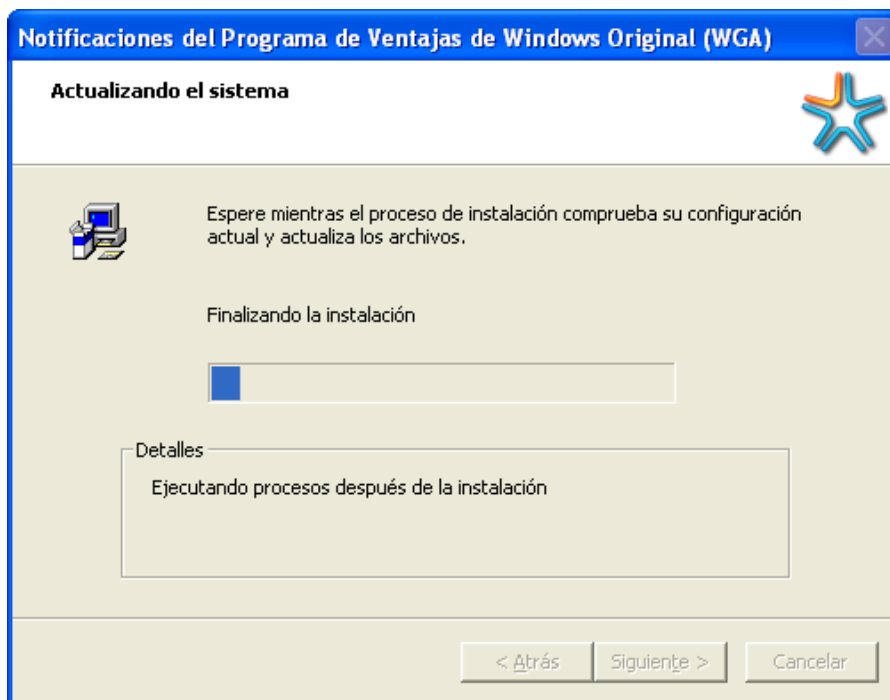 Notificaciones del Programa de Ventajas de Windows Original (WGA)
Actualizando el sistema
Espere mientras el proceso de instalación comprueba su configuración
actual y actualiza los archivos.
Finalizando la instalación
Detalles
Ejecutando procesos después de la instalación
< Atrás
Siguiente >
Cancelar